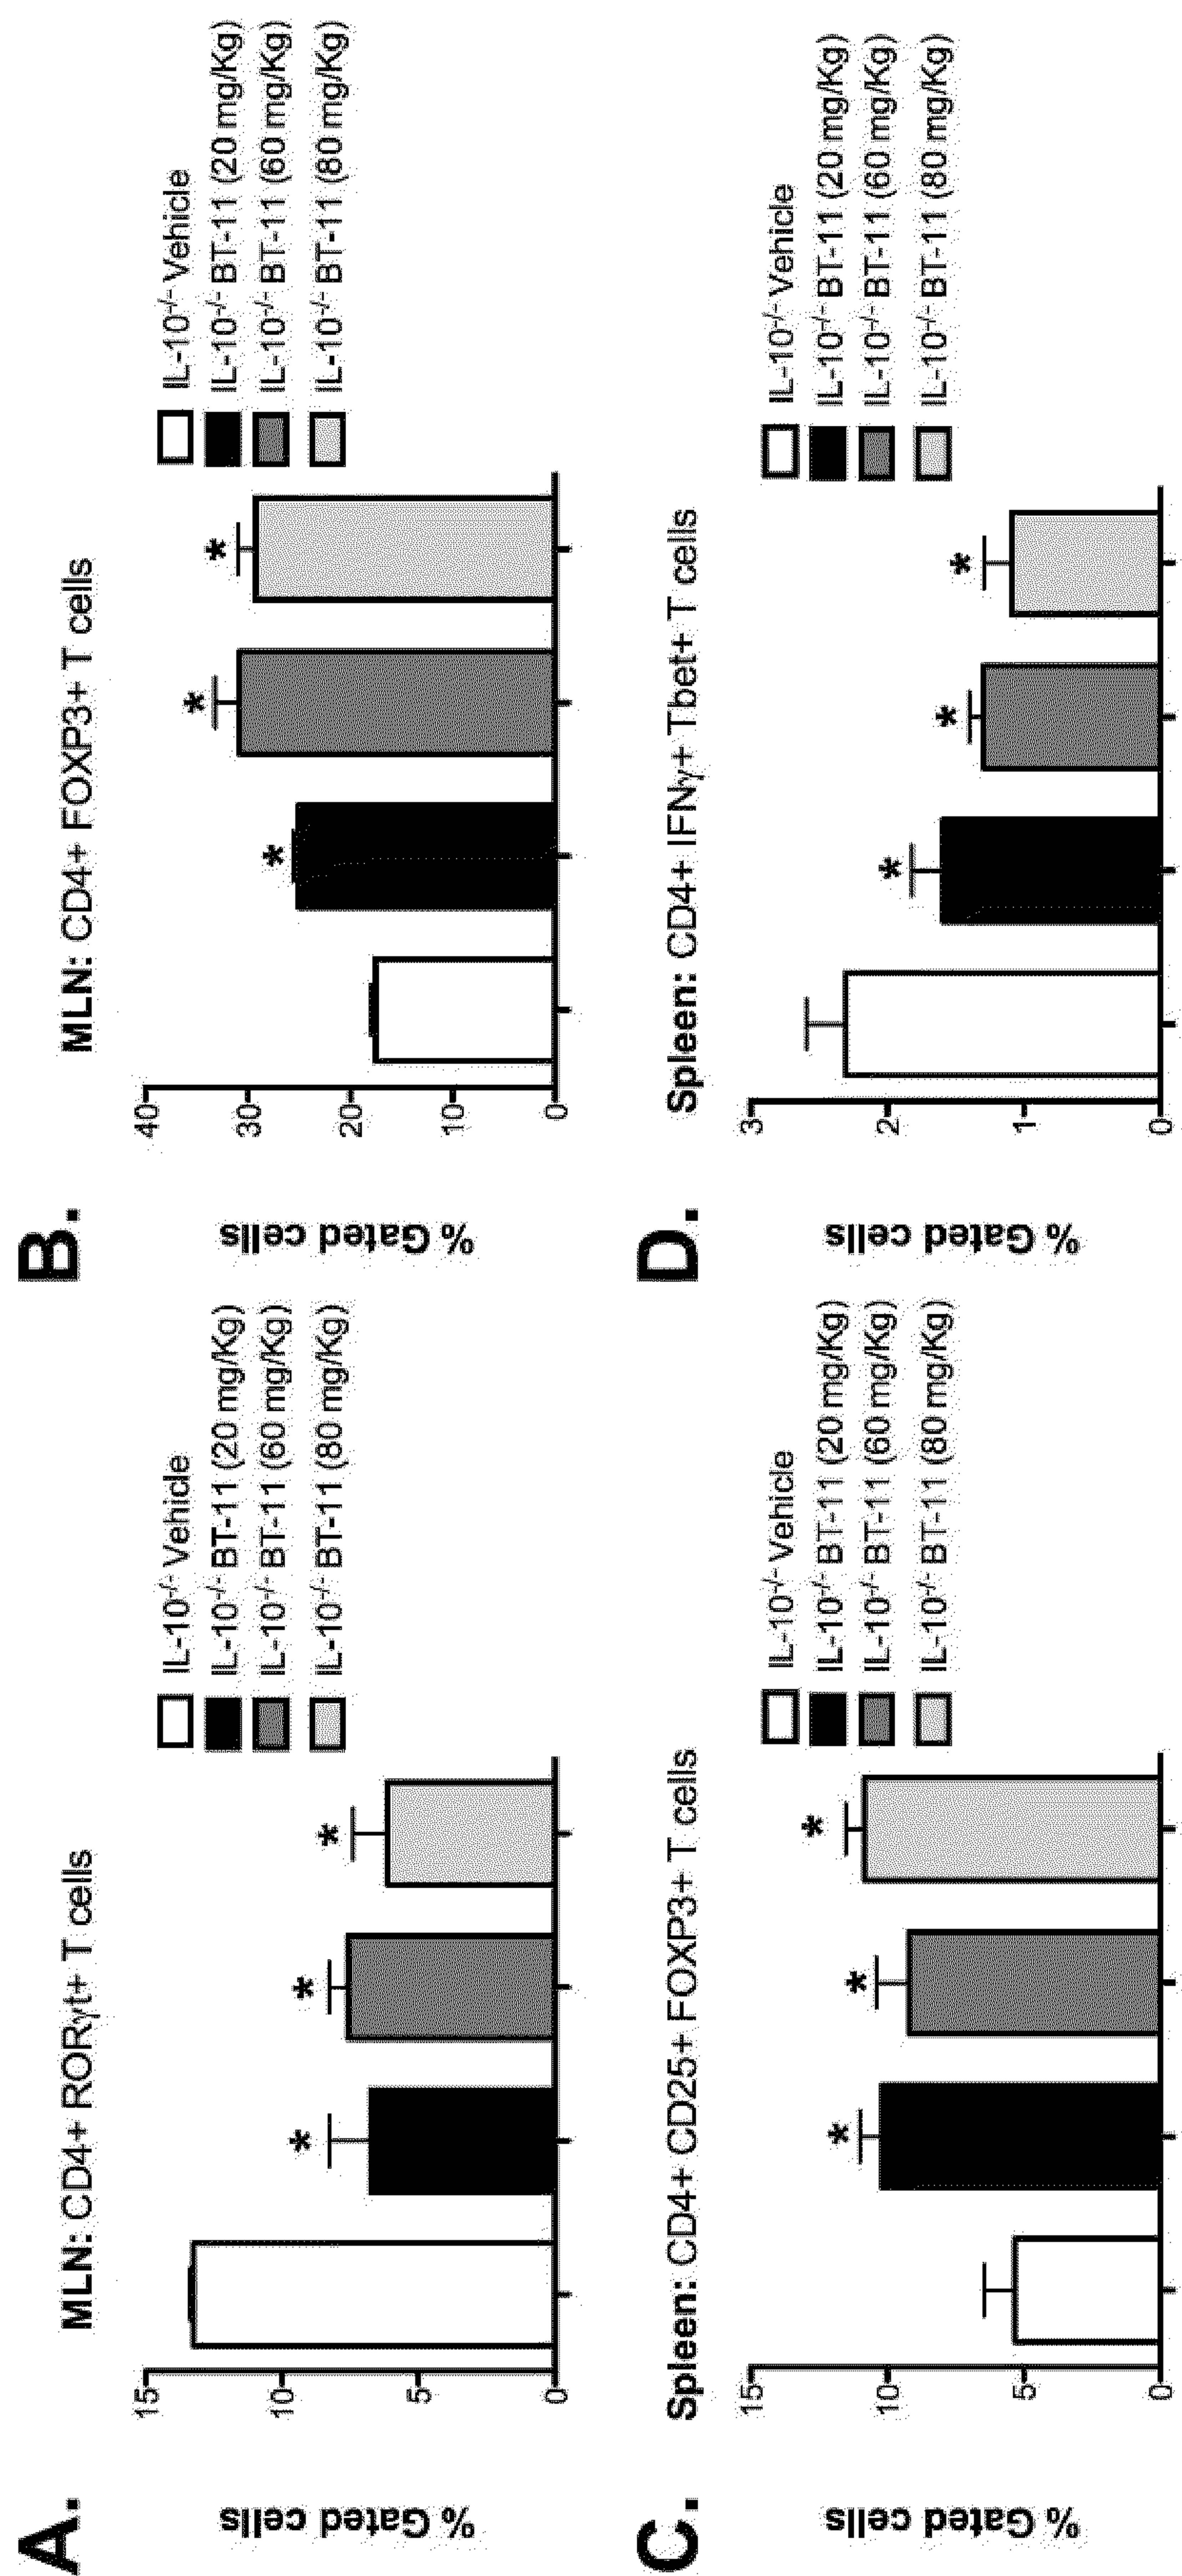 A.
MLN: CD4+ RORγt+ T cells
% Gated cells
15
10
5
0
*
*
*
IL-10-/- Vehicle
IL-10-/- BT-11 (20 mg/Kg)
IL-10-/- BT-11 (60 mg/Kg)
IL-10-/- BT-11 (80 mg/Kg)
B.
MLN: CD4+ FOXP3+ T cells
% Gated cells
40
30
20
10
0
*
*
*
IL-10-/- Vehicle
IL-10-/- BT-11 (20 mg/Kg)
IL-10-/- BT-11 (60 mg/Kg)
IL-10-/- BT-11 (80 mg/Kg)
C.
Spleen: CD4+ CD25+ FOXP3+ T cells
% Gated cells
15
10
5
0
*
*
*
IL-10-/- Vehicle
IL-10-/- BT-11 (20 mg/Kg)
IL-10-/- BT-11 (60 mg/Kg)
IL-10-/- BT-11 (80 mg/Kg)
D.
Spleen: CD4+ IFNγ+ Tbet+ T cells
% Gated cells
3
2
1
0
*
*
*
IL-10-/- Vehicle
IL-10-/- BT-11 (20 mg/Kg)
IL-10-/- BT-11 (60 mg/Kg)
IL-10-/- BT-11 (80 mg/Kg)